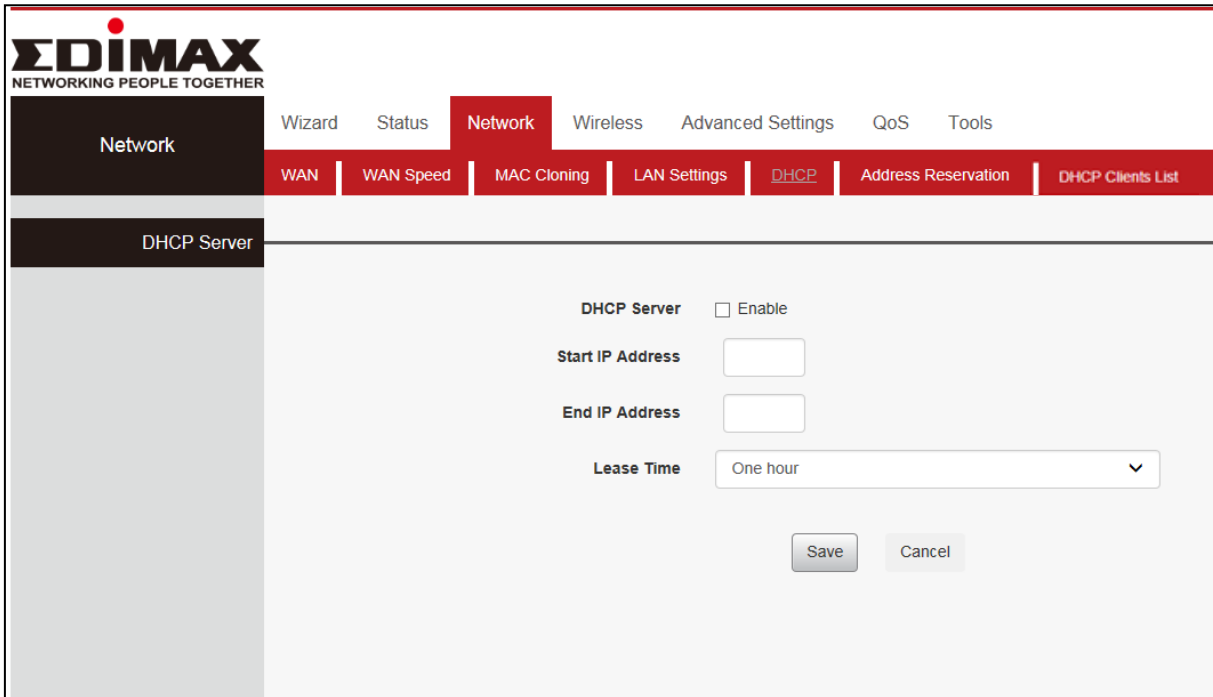 EDIMAX
NETWORKING PEOPLE TOGETHER
Network
Wizard Status Network Wireless Advanced Settings QoS Tools
WAN WAN Speed MAC Cloning LAN Settings DHCP Address Reservation DHCP Clients List
DHCP Server
DHCP Server Enable
Start IP Address
End IP Address
Lease Time One hour
Save Cancel